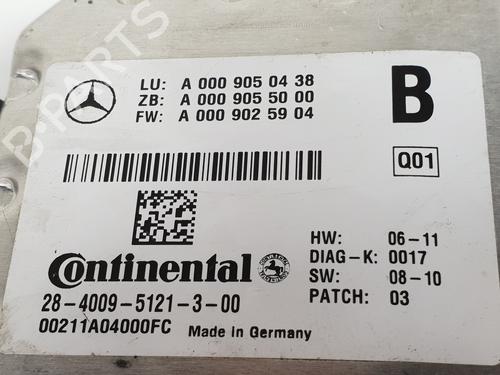 LU: A 000 905 04 38
ZB: A 000 905 50 00
FW: A 000 902 59 04
B
Q01
Continental
HW: 06-11
DIAG-K: 0017
SW: 08-10
PATCH: 03
28-4009-5121-3-00
00211A04000FC Made in Germany
B-PARTS